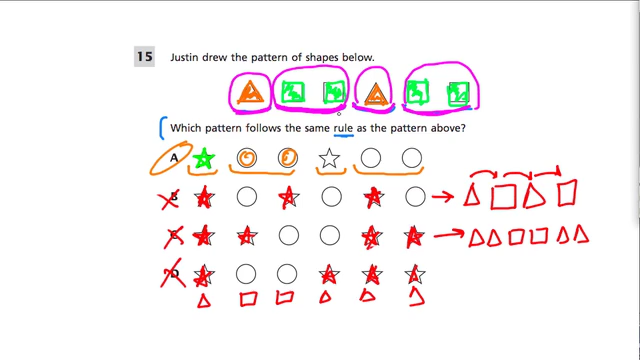 15 Justin drew the pattern of shapes below.
Which pattern follows the same rule as the pattern above?
A
B
C
D